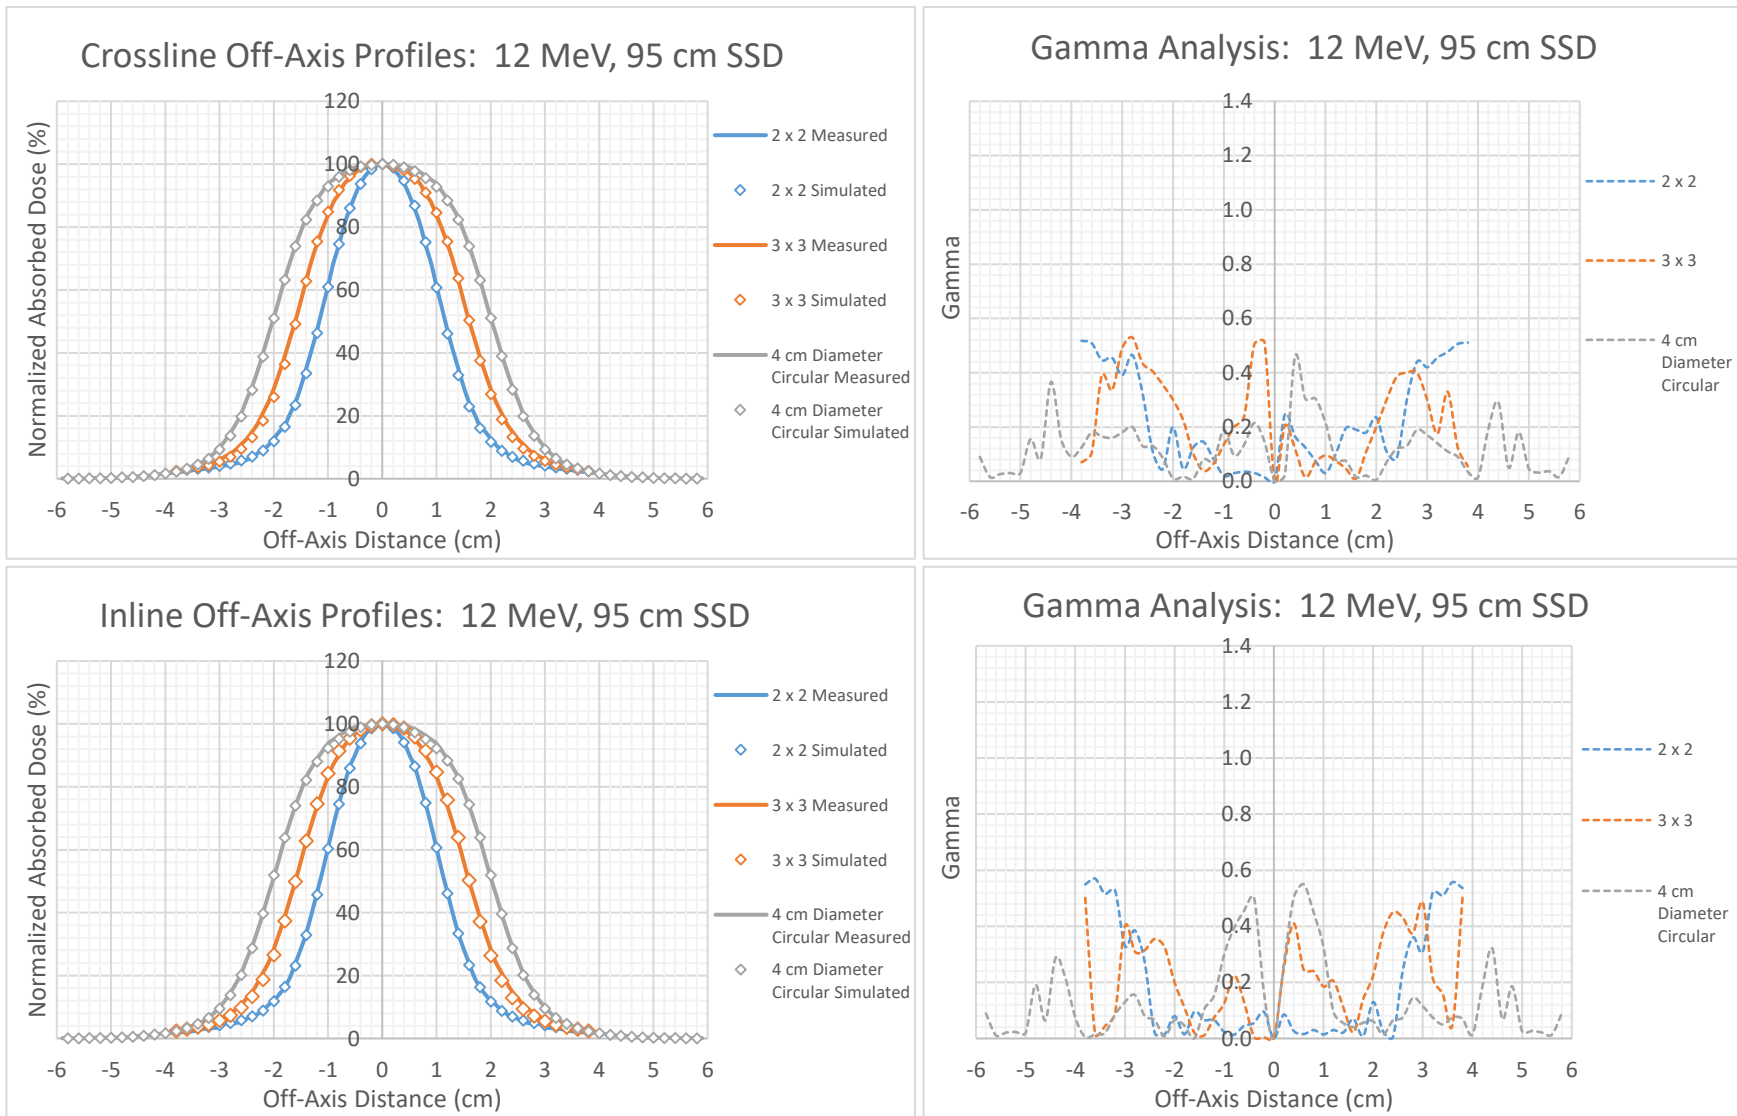 Crossline Off-Axis Profiles:  12 MeV, 95 cm SSD
Normalized Absorbed Dose (%)
120
100
80
60
40
20
0
-6 -5 -4 -3 -2 -1 0 1 2 3 4 5 6
Off-Axis Distance (cm)
2 x 2 Measured
2 x 2 Simulated
3 x 3 Measured
3 x 3 Simulated
4 cm Diameter
Circular Measured
4 cm Diameter
Circular Simulated
Gamma Analysis:  12 MeV, 95 cm SSD
Gamma
1.4
1.2
1.0
0.8
0.6
0.4
0.2
0.0
-6 -5 -4 -3 -2 -1 0 1 2 3 4 5 6
Off-Axis Distance (cm)
2 x 2
3 x 3
4 cm
Diameter
Circular
Inline Off-Axis Profiles:  12 MeV, 95 cm SSD
Normalized Absorbed Dose (%)
120
100
80
60
40
20
0
-6 -5 -4 -3 -2 -1 0 1 2 3 4 5 6
Off-Axis Distance (cm)
2 x 2 Measured
2 x 2 Simulated
3 x 3 Measured
3 x 3 Simulated
4 cm Diameter
Circular Measured
4 cm Diameter
Circular Simulated
Gamma Analysis:  12 MeV, 95 cm SSD
Gamma
1.4
1.2
1.0
0.8
0.6
0.4
0.2
0.0
-6 -5 -4 -3 -2 -1 0 1 2 3 4 5 6
Off-Axis Distance (cm)
2 x 2
3 x 3
4 cm
Diameter
Circular